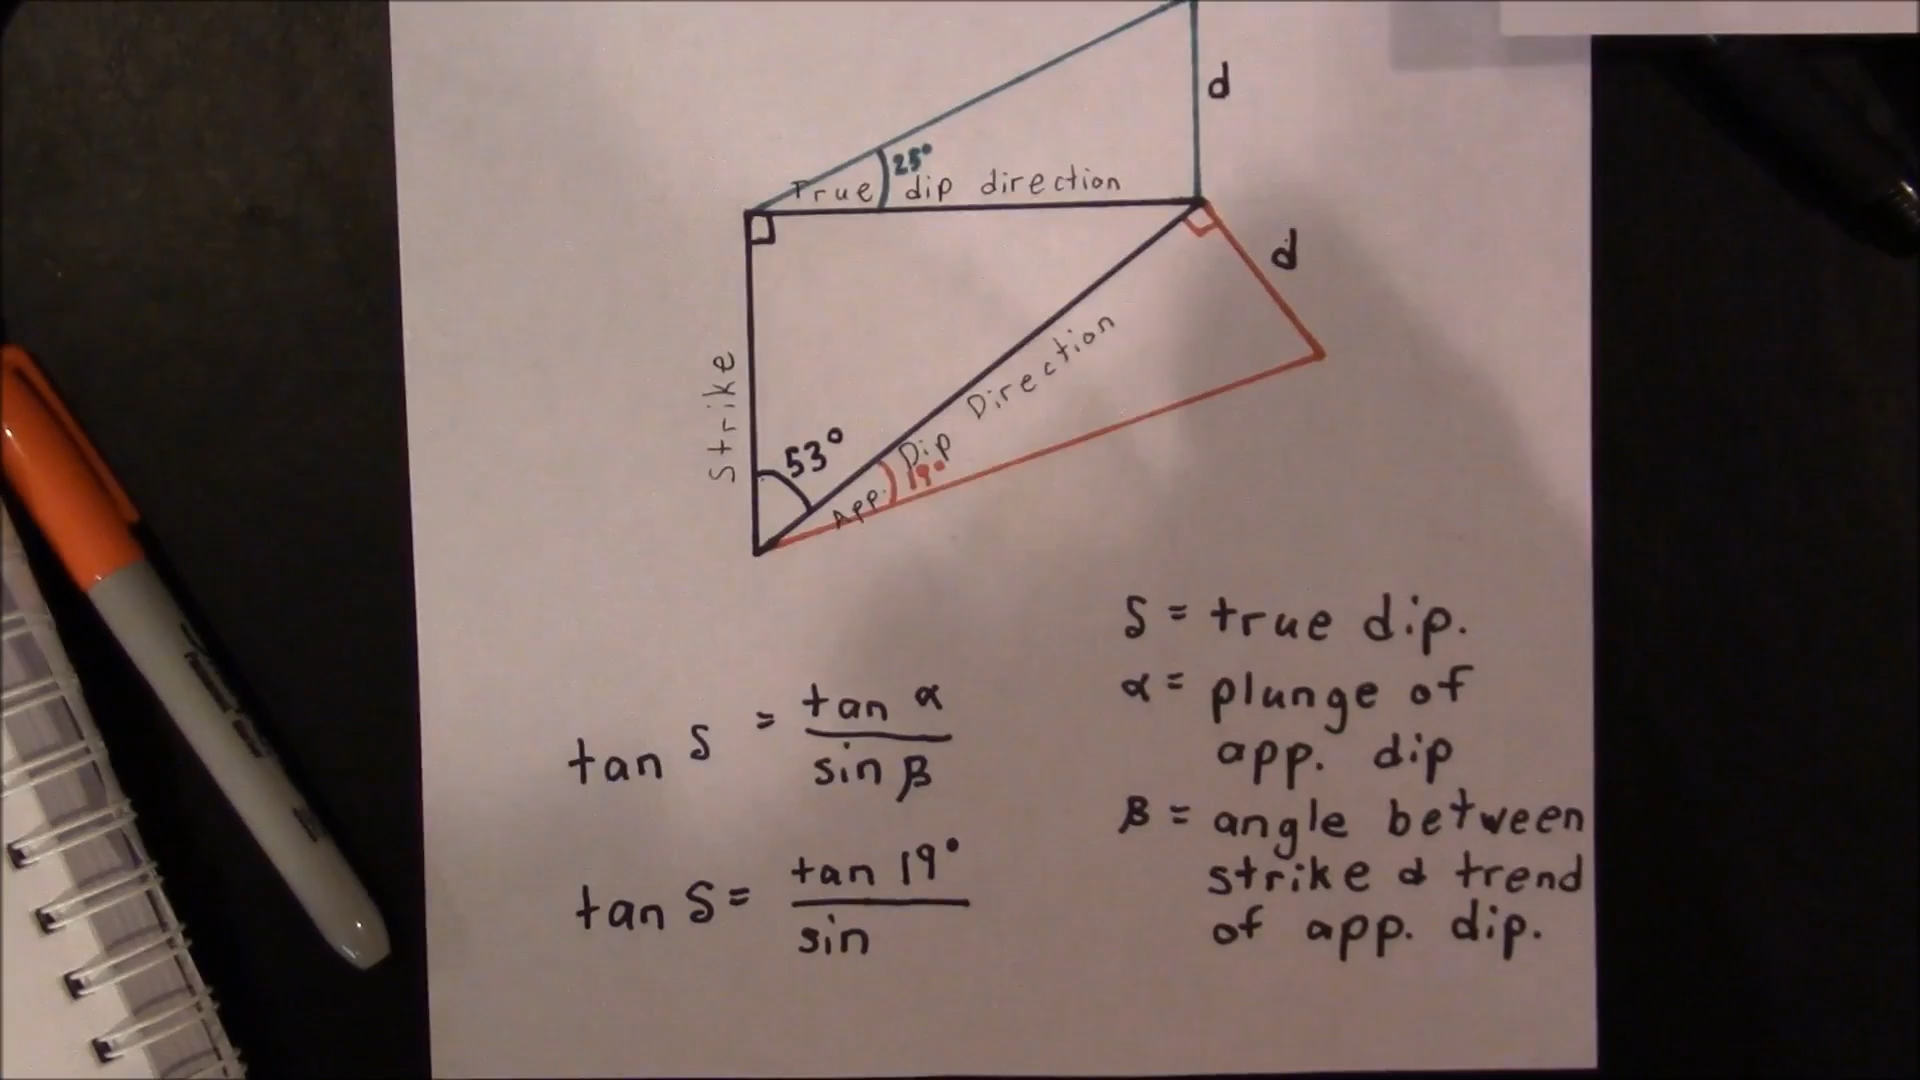 d
25°
True dip direction
d
Strike
53°
App. Dip Direction
19°
δ = true dip.
α = plunge of
app. dip
β = angle between
strike & trend
of app. dip.
tan δ = tan α
sin β
tan δ = tan 19°
sin